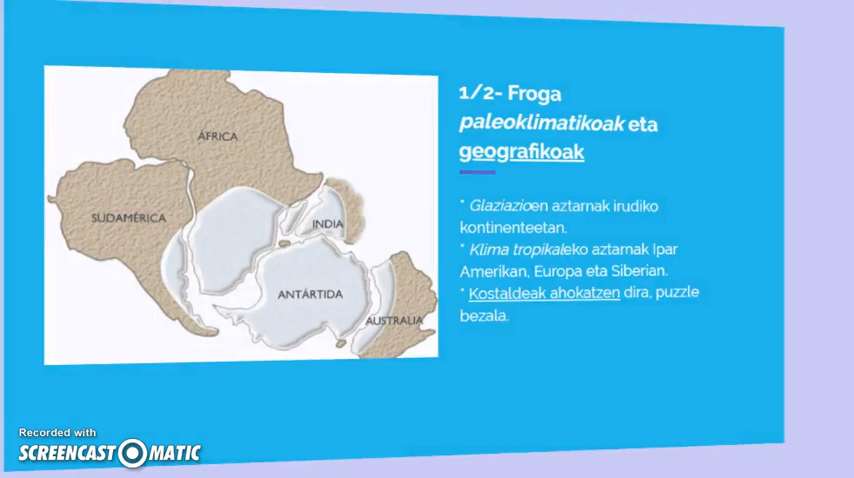 1/2- Froga
paleoklimatikoak eta
geografikoak
* Glaziazioen aztarnak irudiko
kontinenteetan.
* Klima tropikaleko aztarnak Ipar
Amerikan, Europa eta Siberian.
* Kostaldeak ahokatzen dira, puzzle
bezala.
ÁFRICA
SUDAMÉRICA
INDIA
ANTÁRTIDA
AUSTRALIA
Recorded with
SCREENCAST MATIC